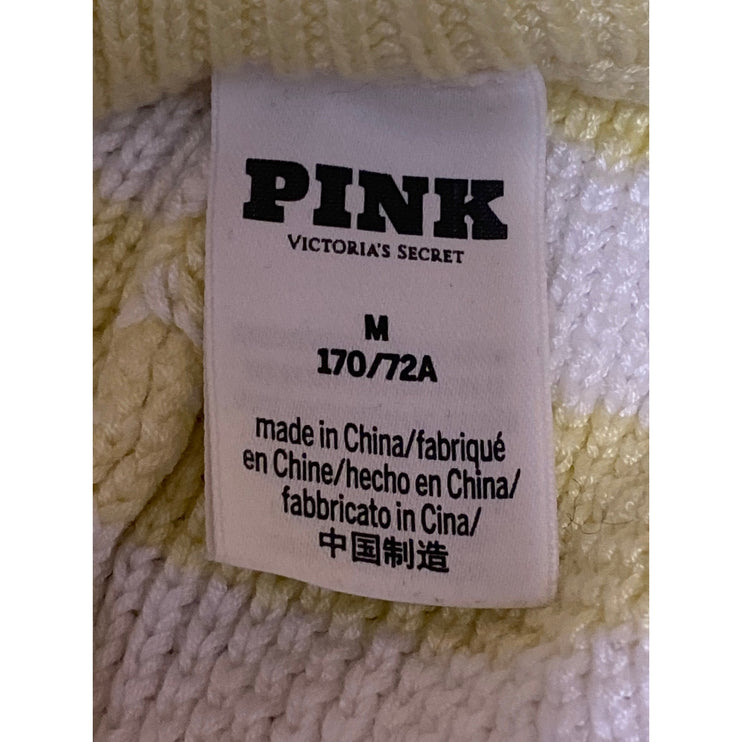 PINK
VICTORIA'S SECRET
M
170/72A
made in China/fabriqué
en Chine/hecho en China/
fabbricato in Cina/
中国制造